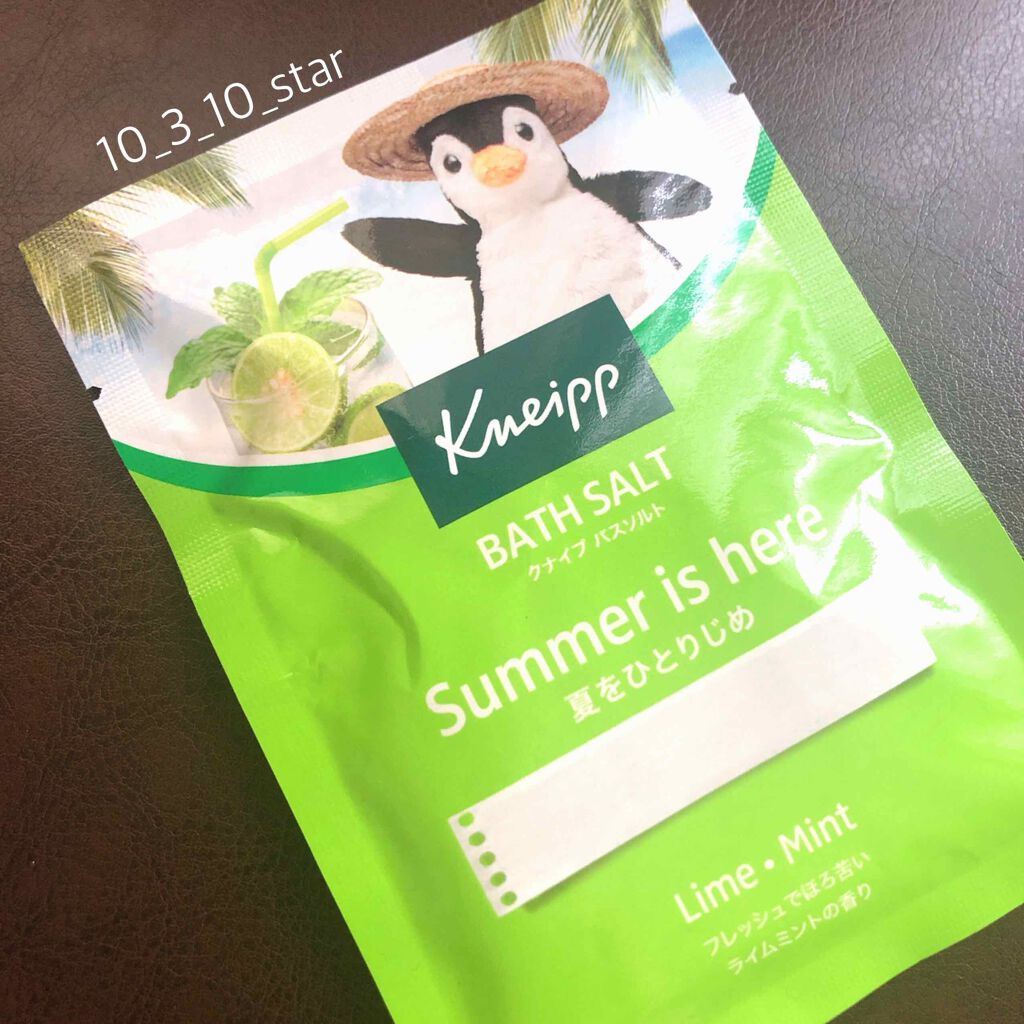 10_3_10_star
Kneipp
BATH SALT
クナイプ バスソルト
Summer is here
夏をひとりじめ
Lime・Mint
フレッシュでほろ苦い
ライムミントの香り